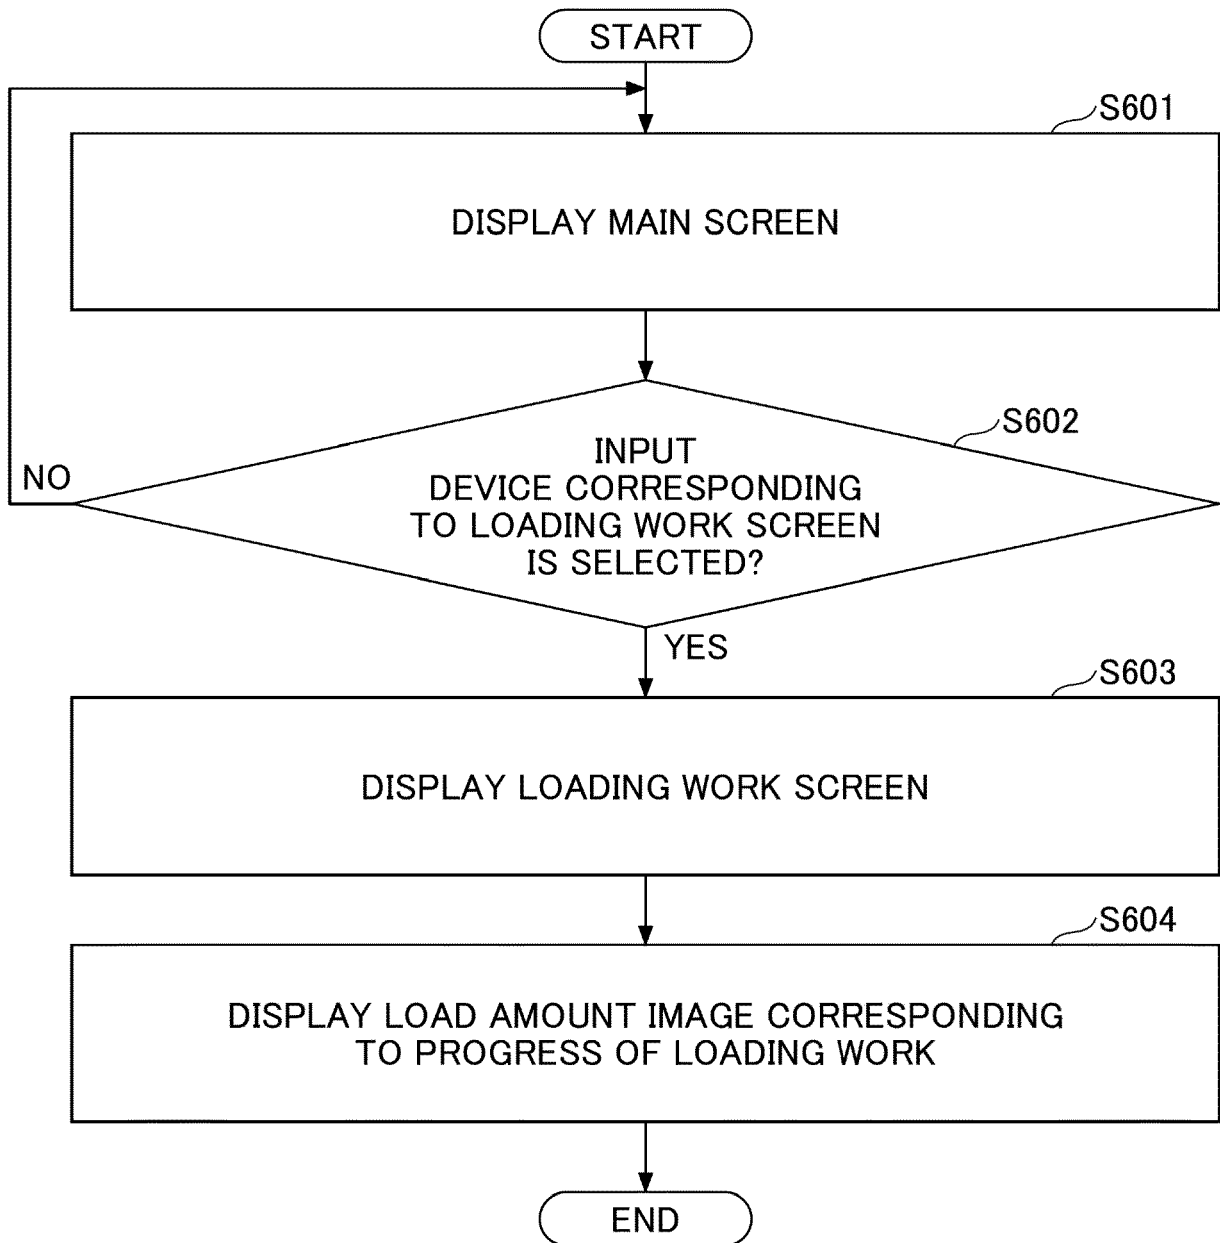 START
S601
DISPLAY MAIN SCREEN
S602
INPUT
DEVICE CORRESPONDING
TO LOADING WORK SCREEN
IS SELECTED?
NO
YES
S603
DISPLAY LOADING WORK SCREEN
S604
DISPLAY LOAD AMOUNT IMAGE CORRESPONDING
TO PROGRESS OF LOADING WORK
END